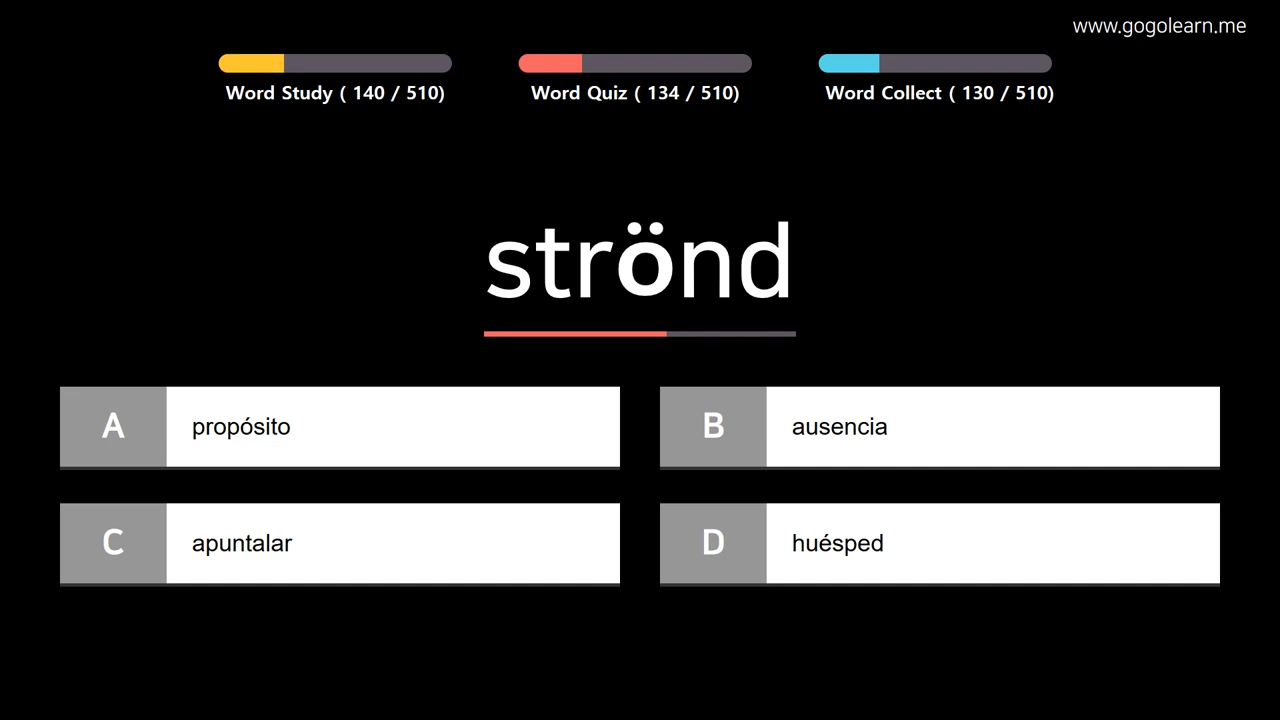 www.gogolearn.me
Word Study ( 140 / 510)
Word Quiz ( 134 / 510)
Word Collect ( 130 / 510)
strönd
A propósito
B ausencia
C apuntalar
D huésped